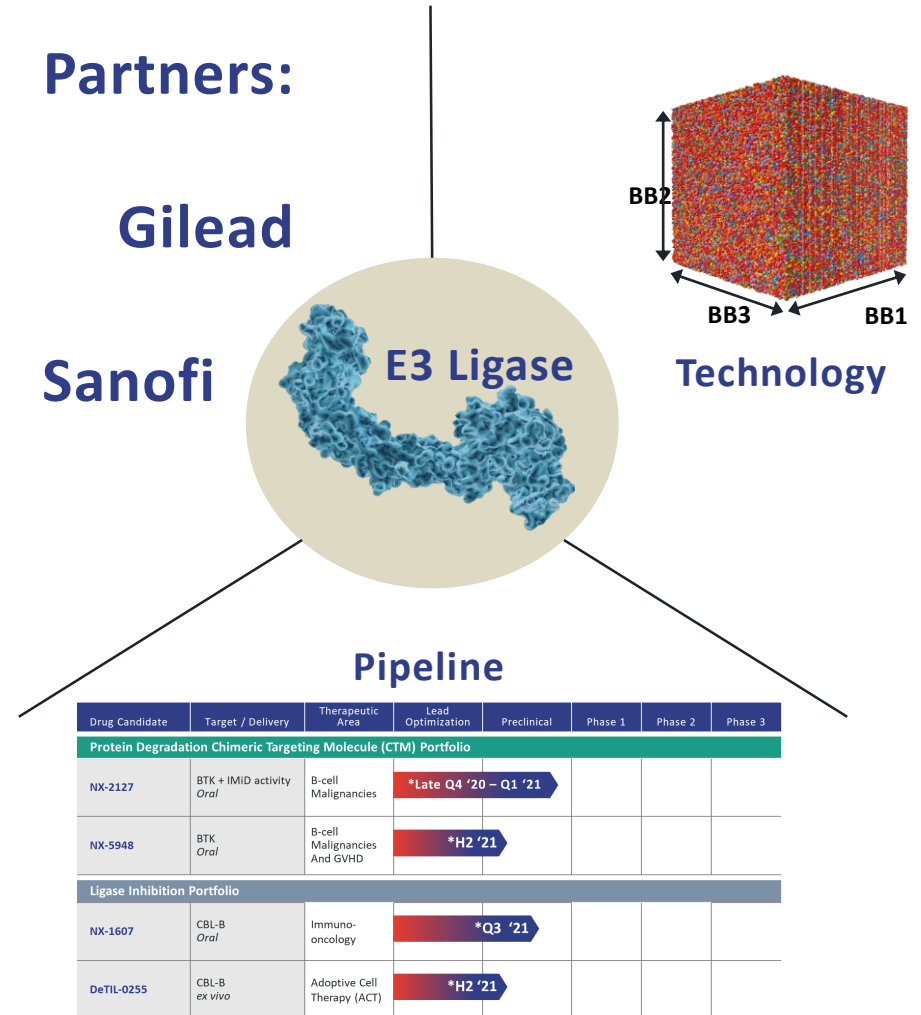 Partners:
Gilead
Sanofi
BB2
BB3
BB1
Technology
E3 Ligase
Pipeline
Drug Candidate
Target / Delivery
Therapeutic
Area
Lead
Optimization
Preclinical
Phase 1
Phase 2
Phase 3
Protein Degradation Chimeric Targeting Molecule (CTM) Portfolio
NX-2127
BTK + IMiD activity
Oral
B-cell
Malignancies
*Late Q4 ‘20 – Q1 ‘21
NX-5948
BTK
Oral
B-cell
Malignancies
And GVHD
*H2 ‘21
Ligase Inhibition Portfolio
NX-1607
CBL-B
Oral
Immuno-
oncology
*Q3 ‘21
DeTIL-0255
CBL-B
ex vivo
Adoptive Cell
Therapy (ACT)
*H2 ‘21